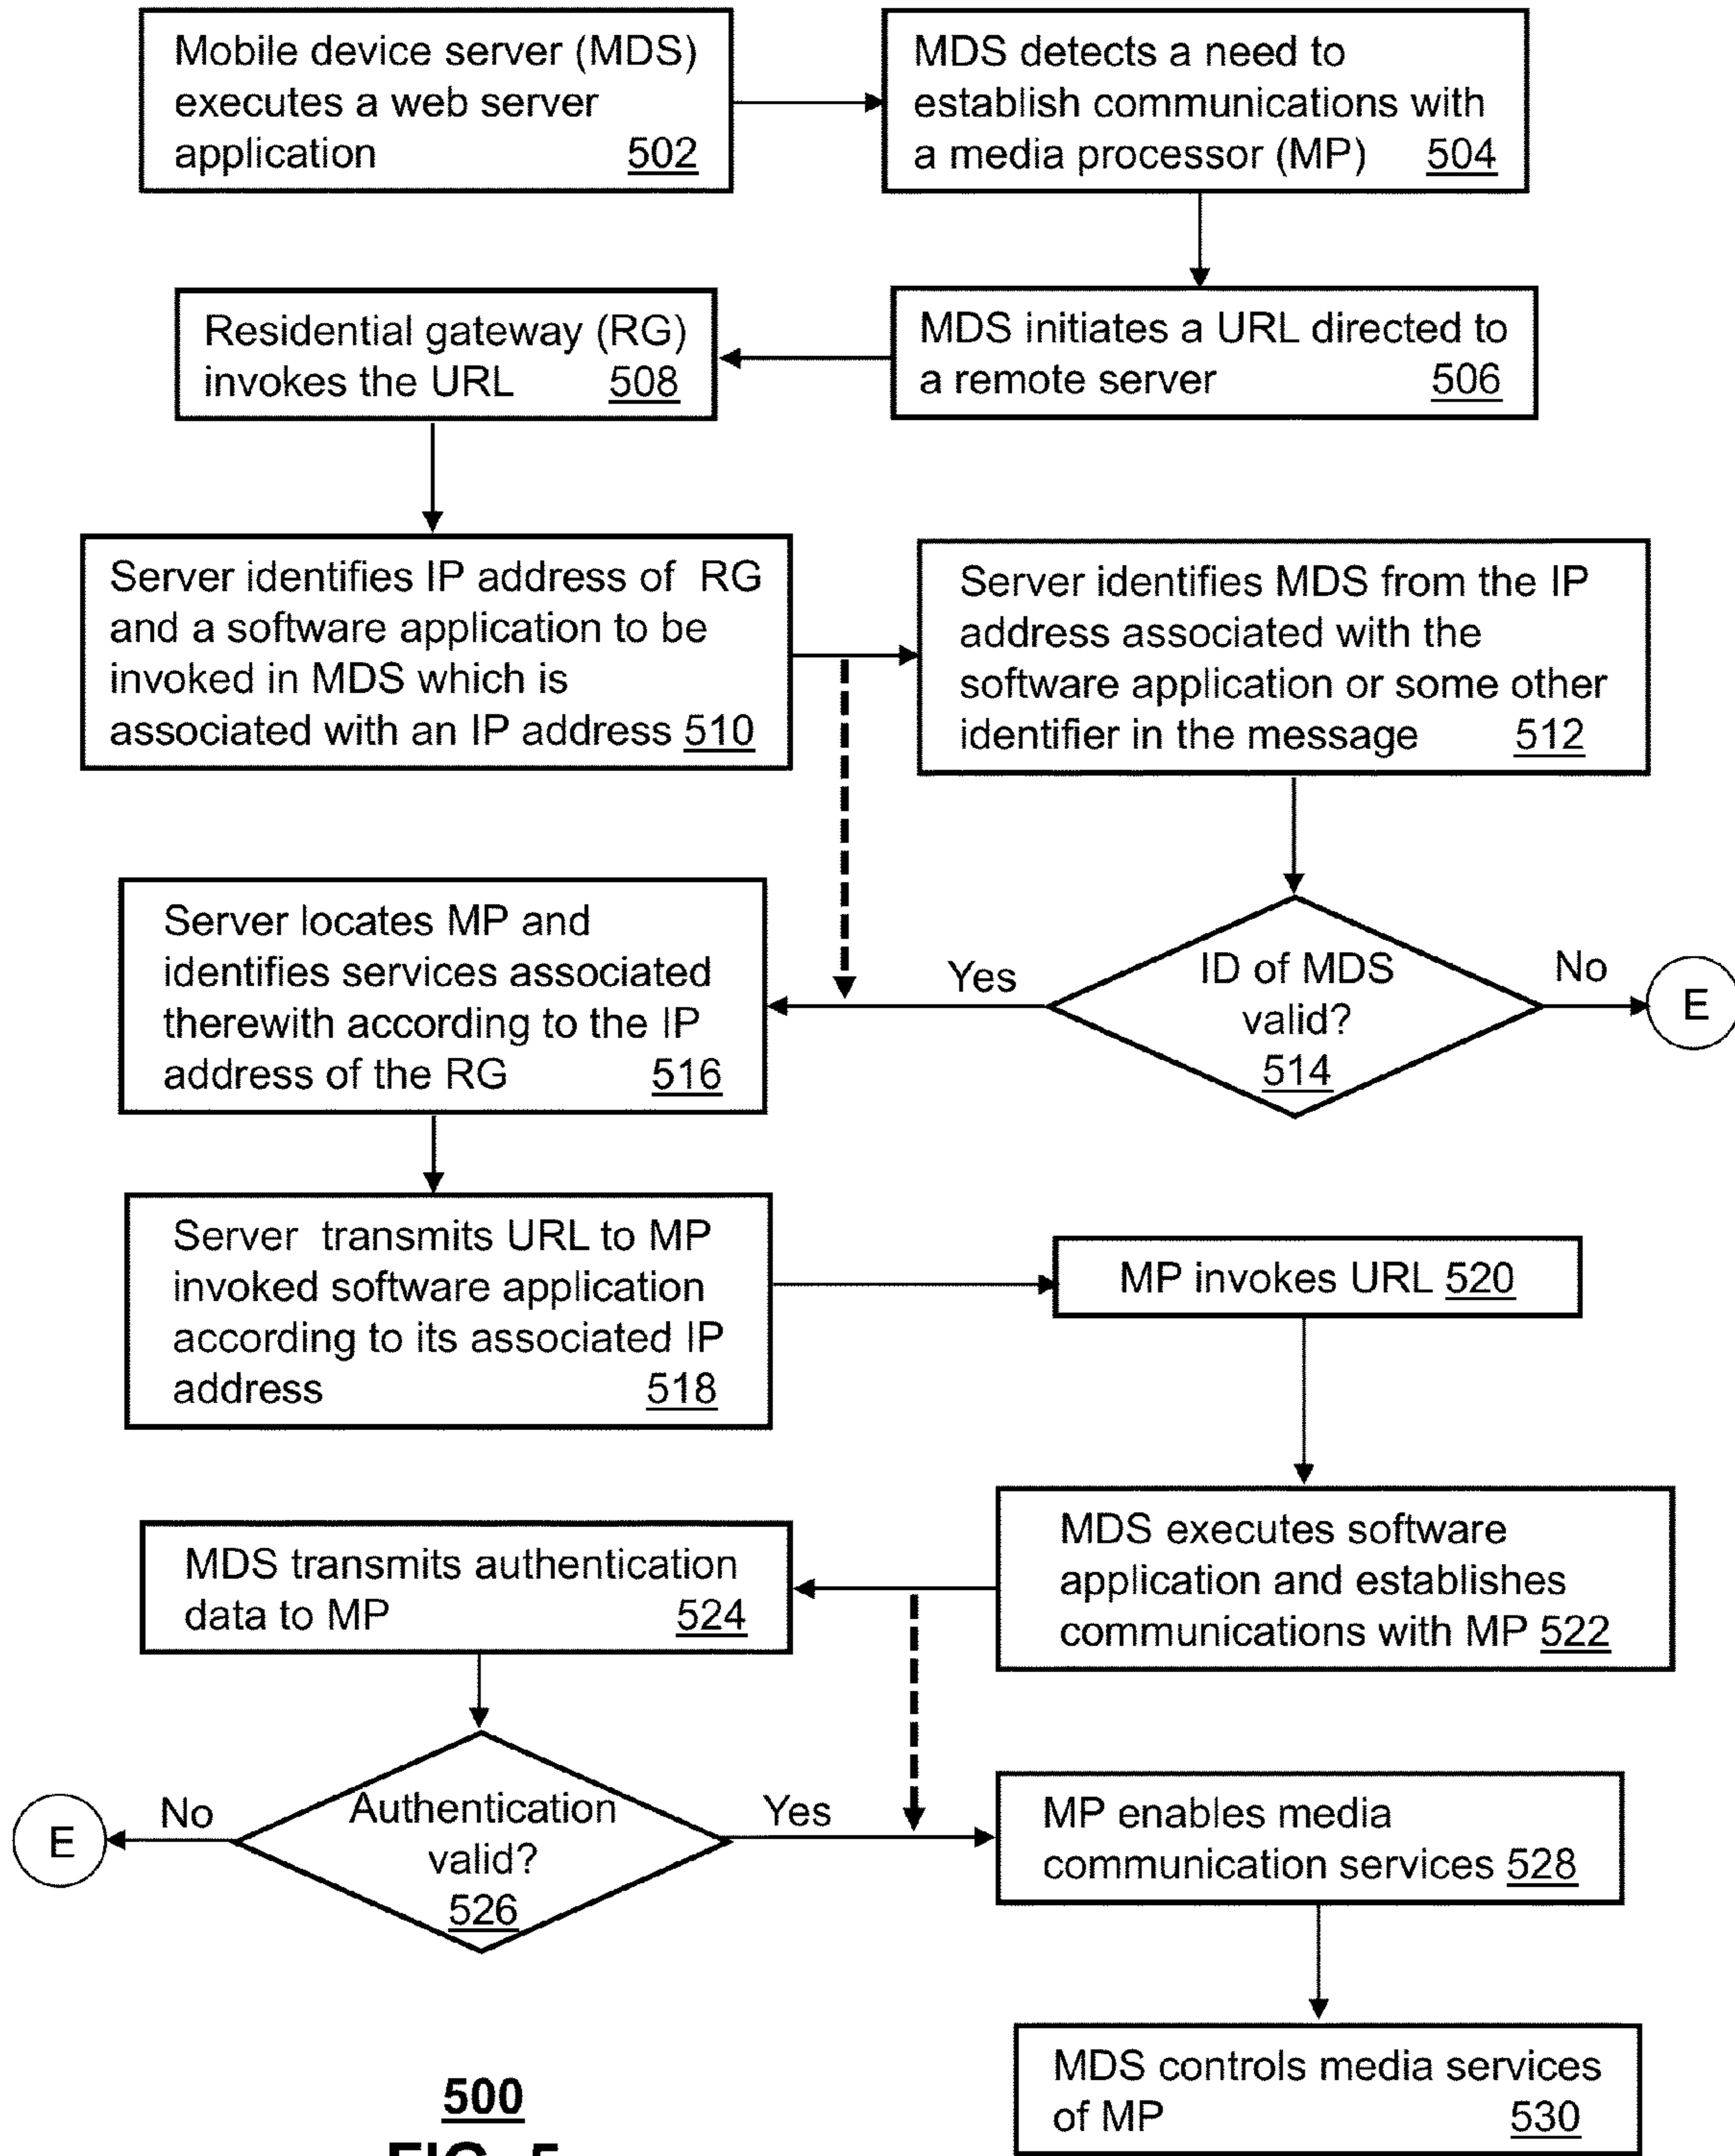 Mobile device server (MDS)
executes a web server
application 502
MDS detects a need to
establish communications with
a media processor (MP) 504
Residential gateway (RG)
invokes the URL 508
MDS initiates a URL directed to
a remote server 506
Server identifies IP address of RG
and a software application to be
invoked in MDS which is
associated with an IP address 510
Server identifies MDS from the IP
address associated with the
software application or some other
identifier in the message 512
Server locates MP and
identifies services associated
therewith according to the IP
address of the RG 516
Yes
ID of MDS
valid?
514
No
E
Server transmits URL to MP
invoked software application
according to its associated IP
address 518
MP invokes URL 520
MDS transmits authentication
data to MP 524
MDS executes software
application and establishes
communications with MP 522
E
No
Authentication
valid?
526
Yes
MP enables media
communication services 528
MDS controls media services
of MP 530
500
FIG. 5